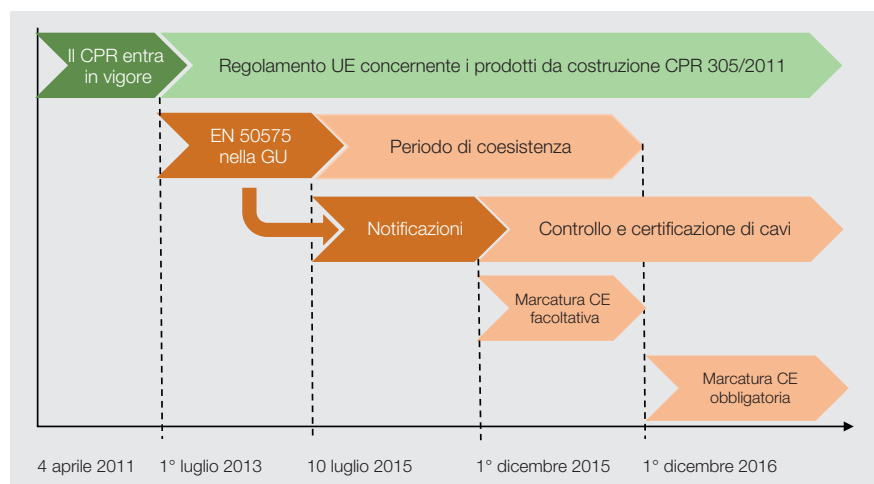 Il CPR entra
in vigore
Regolamento UE concernente i prodotti da costruzione CPR 305/2011
EN 50575
nella GU
Periodo di coesistenza
Notificazioni
Controllo e certificazione di cavi
Marcatura CE
facoltativa
Marcatura CE
obbligatoria
4 aprile 2011
1° luglio 2013
10 luglio 2015
1° dicembre 2015
1° dicembre 2016